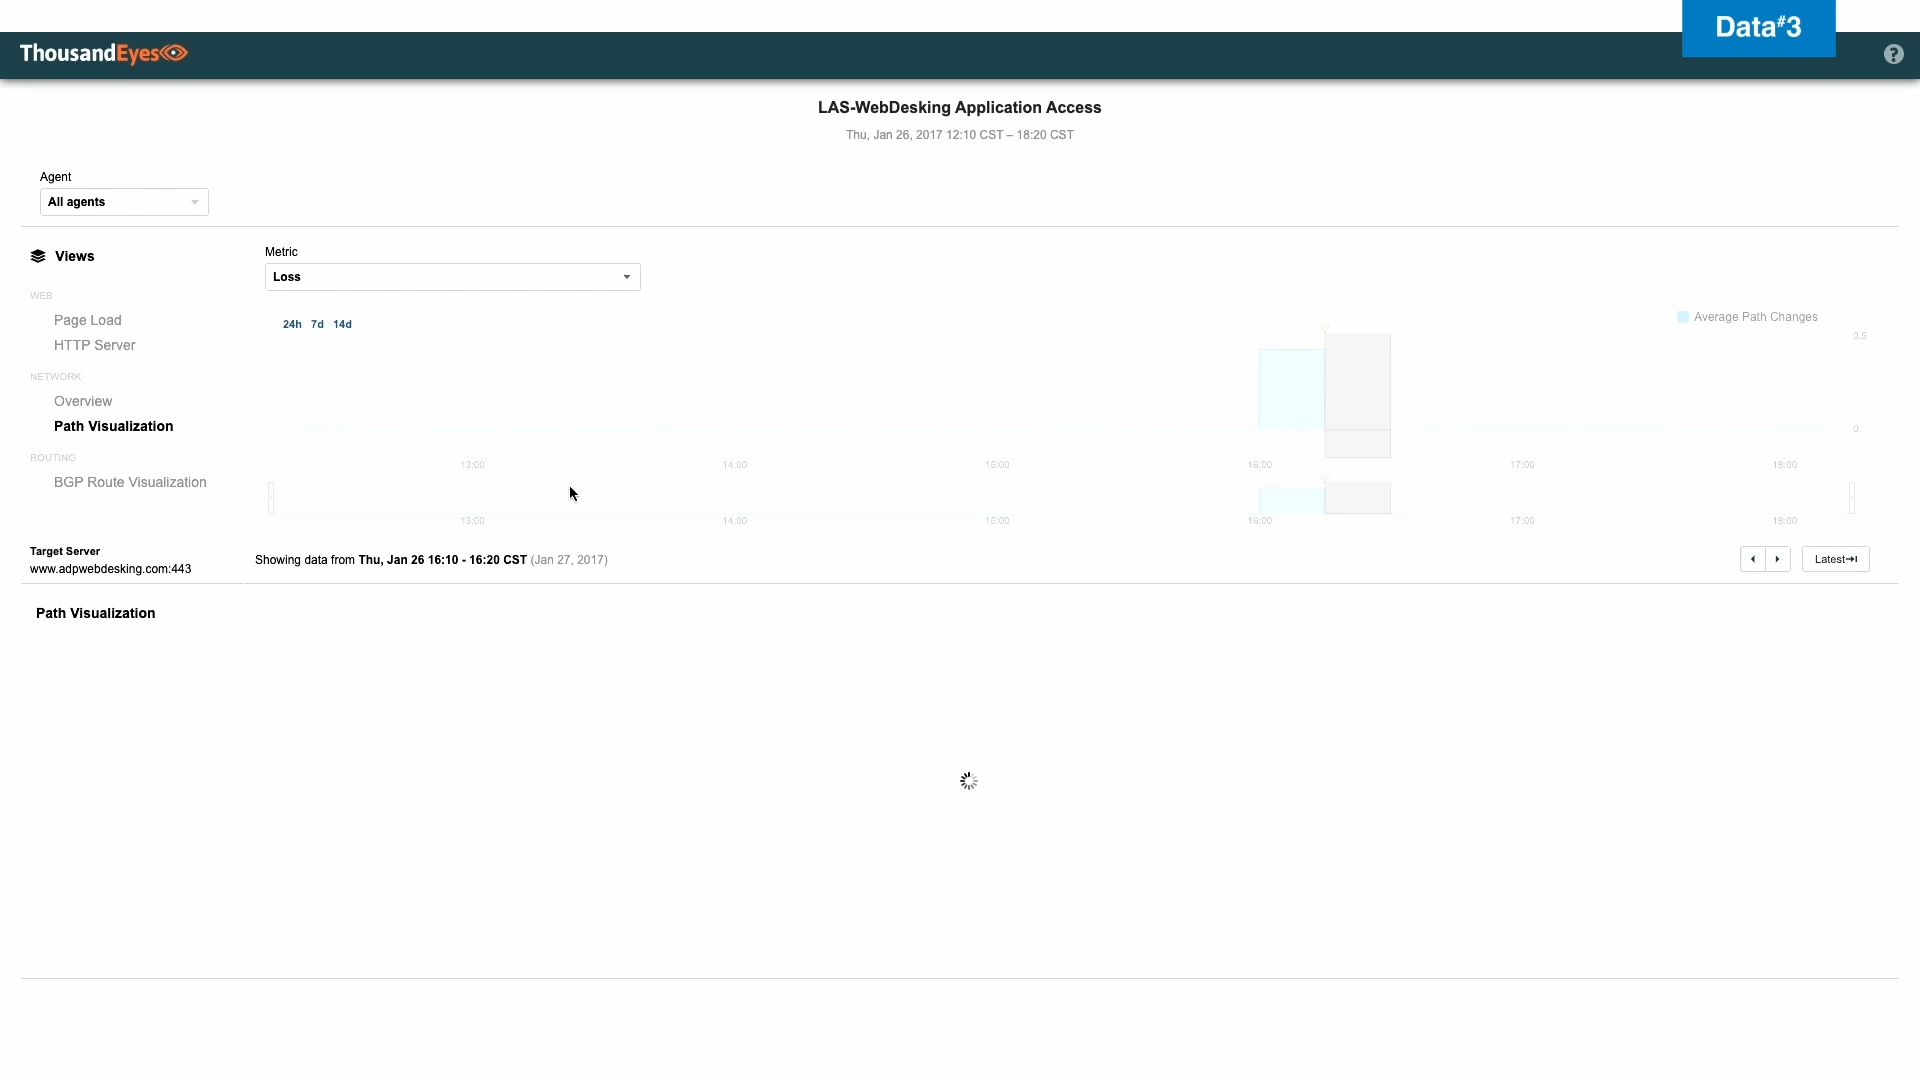 Data#3
ThousandEyes
?
LAS-WebDesking Application Access
Thu, Jan 26, 2017 12:10 CST – 18:20 CST
Agent
All agents
Views
Metric
Loss
WEB
Page Load
HTTP Server
24h 7d 14d
Average Path Changes
0.5
NETWORK
Overview
Path Visualization
0
ROUTING
BGP Route Visualization
13:00 14:00 15:00 16:00 17:00 18:00
13:00 14:00 15:00 16:00 17:00 18:00
Target Server
www.adpwebdesking.com:443
Showing data from Thu, Jan 26 16:10 - 16:20 CST (Jan 27, 2017)
Latest
Path Visualization